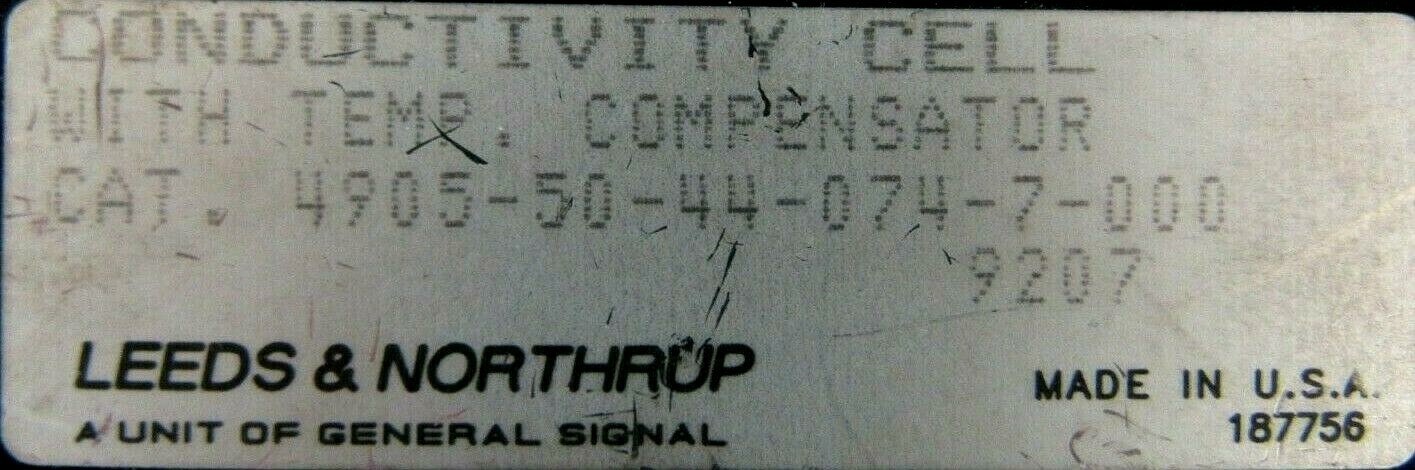 CONDUCTIVITY CELL
WITH TEMP. COMPENSATOR
CAT. 4905-50-44-074-7-000
9207
LEEDS & NORTHRUP
A UNIT OF GENERAL SIGNAL
MADE IN U.S.A.
187756